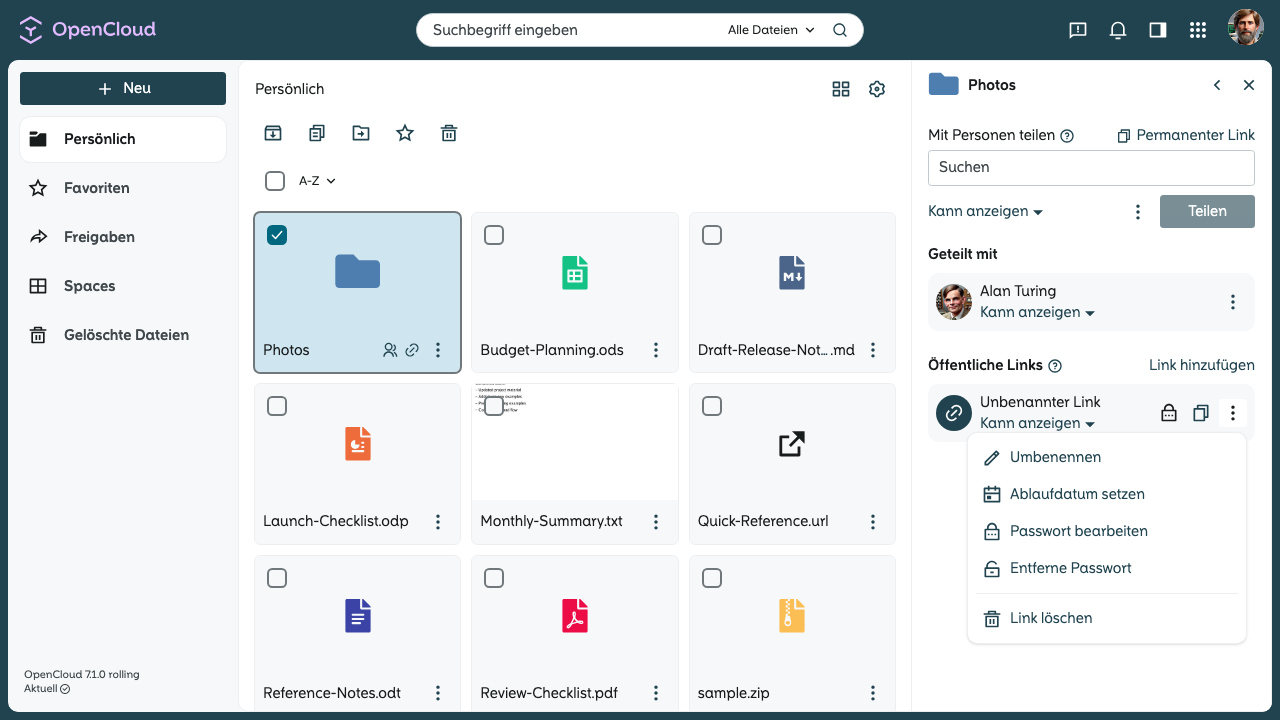 OpenCloud
Suchbegriff eingeben
Alle Dateien
Neu
Persönlich
Favoriten
Freigaben
Spaces
Gelöschte Dateien
OpenCloud 7.1.0 rolling
Aktuell
Persönlich
A-Z
Photos
Budget-Planning.ods
Draft-Release-Not... .md
Launch-Checklist.odp
Monthly-Summary.txt
Quick-Reference.url
Reference-Notes.odt
Review-Checklist.pdf
sample.zip
Photos
Mit Personen teilen
Permanenter Link
Suchen
Kann anzeigen
Teilen
Geteilt mit
Alan Turing
Kann anzeigen
Öffentliche Links
Link hinzufügen
Unbenannter Link
Kann anzeigen
Umbenennen
Ablaufdatum setzen
Passwort bearbeiten
Entferne Passwort
Link löschen